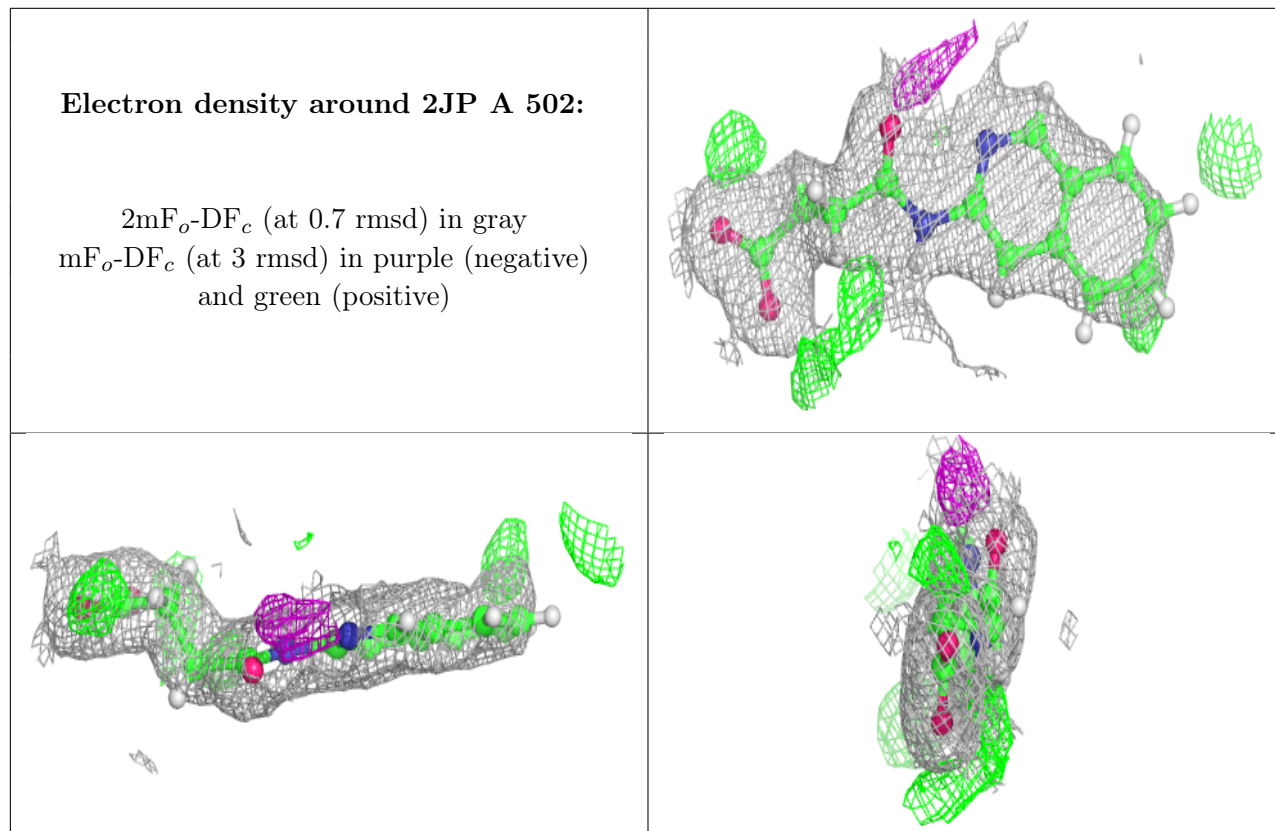 Electron density around 2JP A 502:
2mFo-DFc (at 0.7 rmsd) in gray
mFo-DFc (at 3 rmsd) in purple (negative)
and green (positive)